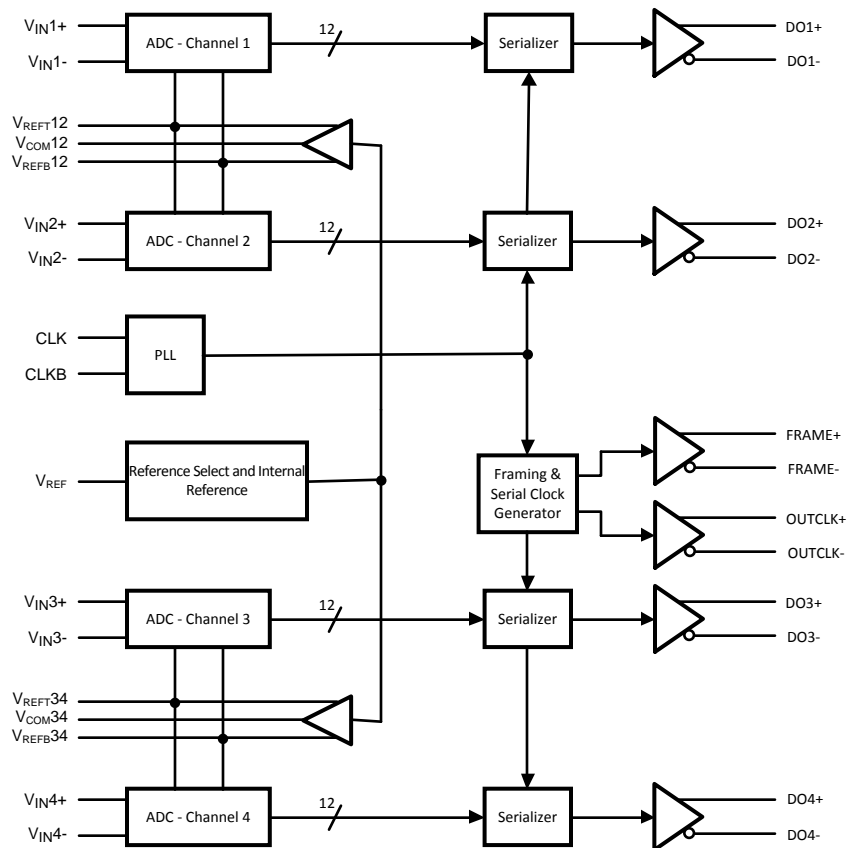 VIN1+
ADC - Channel 1
12
Serializer
DO1+
VIN1-
DO1-
VREFT12
VCOM12
VREFB12
VIN2+
ADC - Channel 2
12
Serializer
DO2+
VIN2-
DO2-
CLK
PLL
CLKB
FRAME+
VREF
Reference Select and Internal
Reference
Framing &
Serial Clock
Generator
FRAME-
OUTCLK+
OUTCLK-
VIN3+
ADC - Channel 3
12
Serializer
DO3+
VIN3-
DO3-
VREFT34
VCOM34
VREFB34
VIN4+
ADC - Channel 4
12
Serializer
DO4+
VIN4-
DO4-